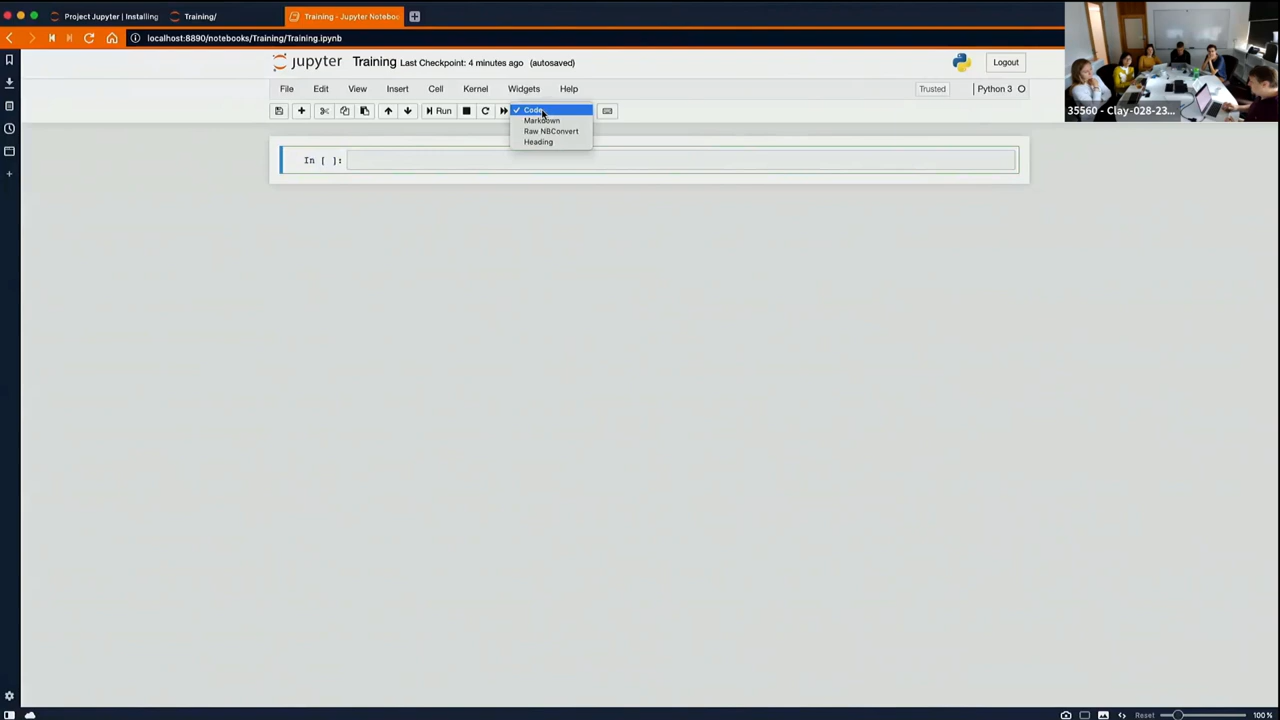 Project Jupyter | Installing
Training/
Training - Jupyter Notebook
localhost:8890/notebooks/Training/Training.ipynb
jupyter Training Last Checkpoint: 4 minutes ago (autosaved)
Logout
File Edit View Insert Cell Kernel Widgets Help
Trusted
Python 3
Run
Code
Markdown
Raw NBConvert
Heading
In [ ]:
35560 - Clay-028-23...
Reset
100 %